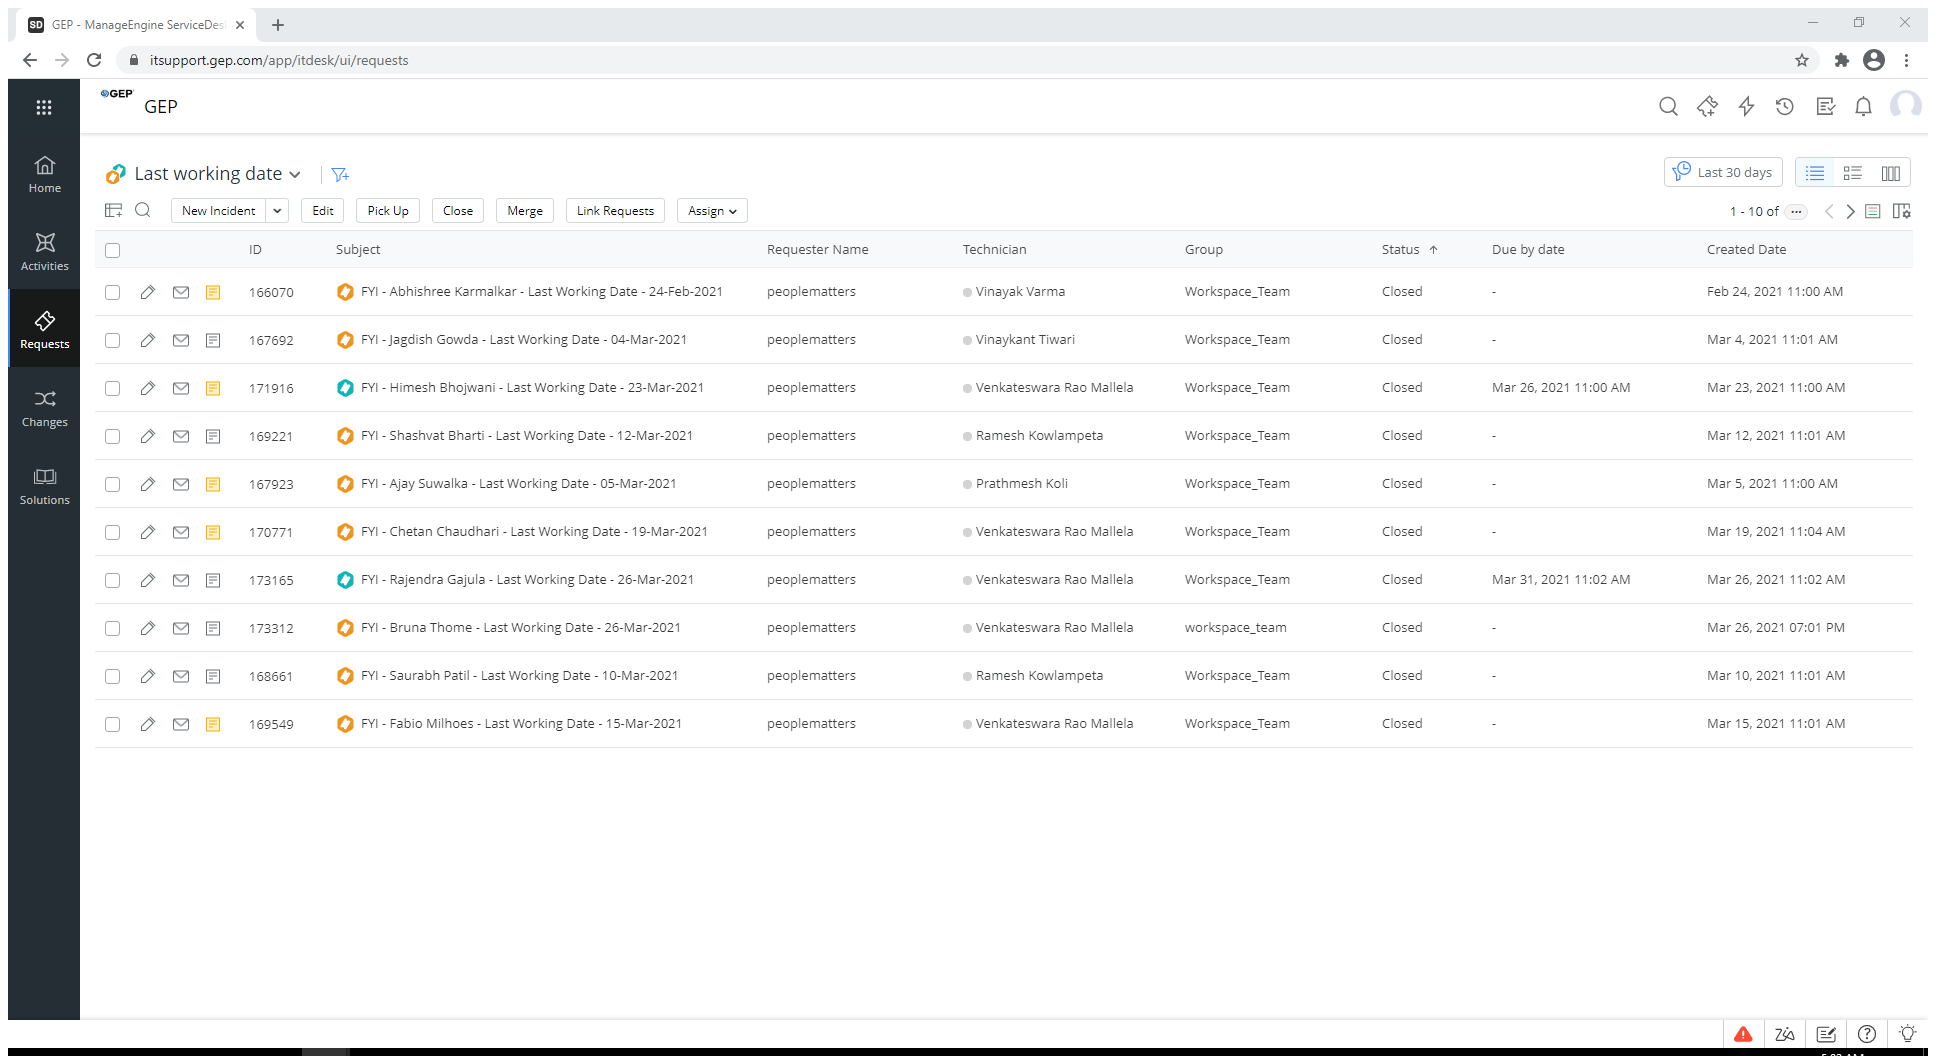 SD GEP - ManageEngine ServiceDes
itsupport.gep.com/app/itdesk/ui/requests
GEP GEP
Last working date Last 30 days
New Incident Edit Pick Up Close Merge Link Requests Assign 1 - 10 of
ID Subject Requester Name Technician Group Status Due by date Created Date
166070 FYI - Abhishree Karmalkar - Last Working Date - 24-Feb-2021 peoplematters Vinayak Varma Workspace_Team Closed - Feb 24, 2021 11:00 AM
167692 FYI - Jagdish Gowda - Last Working Date - 04-Mar-2021 peoplematters Vinaykant Tiwari Workspace_Team Closed - Mar 4, 2021 11:01 AM
171916 FYI - Himesh Bhojwani - Last Working Date - 23-Mar-2021 peoplematters Venkateswara Rao Mallela Workspace_Team Closed Mar 26, 2021 11:00 AM Mar 23, 2021 11:00 AM
169221 FYI - Shashvat Bharti - Last Working Date - 12-Mar-2021 peoplematters Ramesh Kowlampeta Workspace_Team Closed - Mar 12, 2021 11:01 AM
167923 FYI - Ajay Suwalka - Last Working Date - 05-Mar-2021 peoplematters Prathmesh Koli Workspace_Team Closed - Mar 5, 2021 11:00 AM
170771 FYI - Chetan Chaudhari - Last Working Date - 19-Mar-2021 peoplematters Venkateswara Rao Mallela Workspace_Team Closed - Mar 19, 2021 11:04 AM
173165 FYI - Rajendra Gajula - Last Working Date - 26-Mar-2021 peoplematters Venkateswara Rao Mallela Workspace_Team Closed Mar 31, 2021 11:02 AM Mar 26, 2021 11:02 AM
173312 FYI - Bruna Thome - Last Working Date - 26-Mar-2021 peoplematters Venkateswara Rao Mallela workspace_team Closed - Mar 26, 2021 07:01 PM
168661 FYI - Saurabh Patil - Last Working Date - 10-Mar-2021 peoplematters Ramesh Kowlampeta Workspace_Team Closed - Mar 10, 2021 11:01 AM
169549 FYI - Fabio Milhoes - Last Working Date - 15-Mar-2021 peoplematters Venkateswara Rao Mallela Workspace_Team Closed - Mar 15, 2021 11:01 AM
Home
Activities
Requests
Changes
Solutions